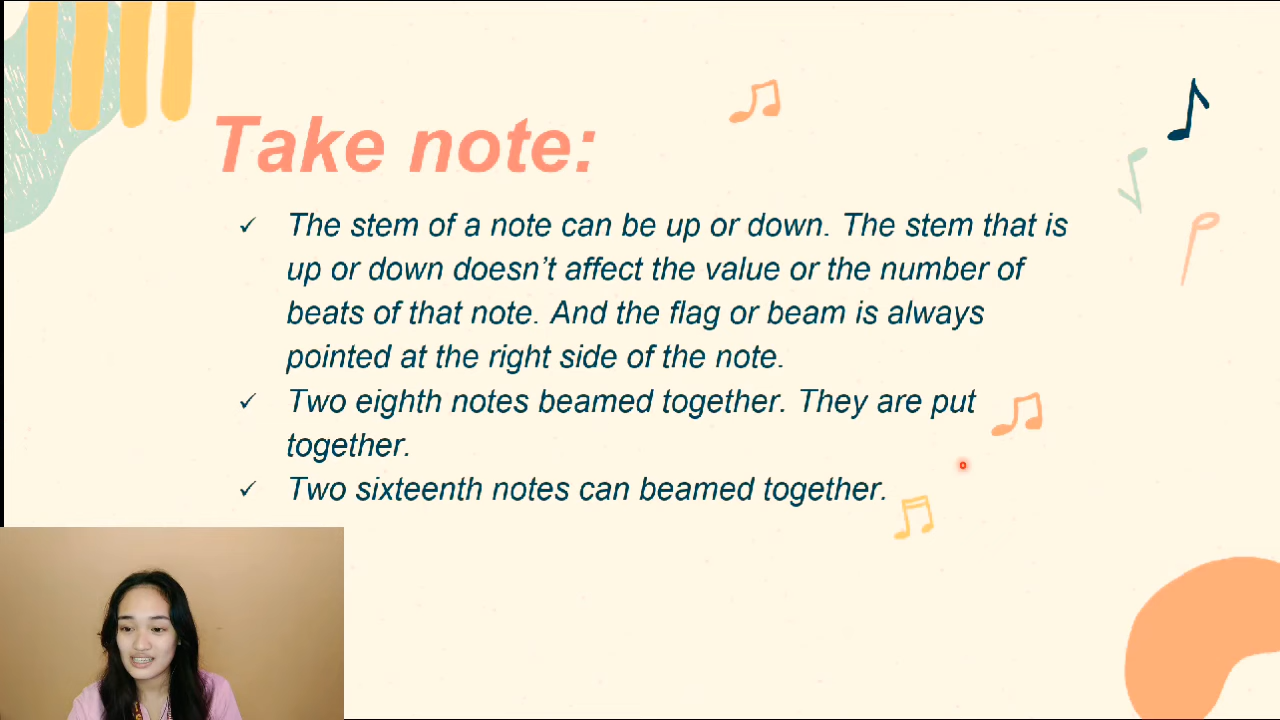 Take note:
✓ The stem of a note can be up or down. The stem that is
up or down doesn't affect the value or the number of
beats of that note. And the flag or beam is always
pointed at the right side of the note.
✓ Two eighth notes beamed together. They are put
together.
✓ Two sixteenth notes can beamed together.